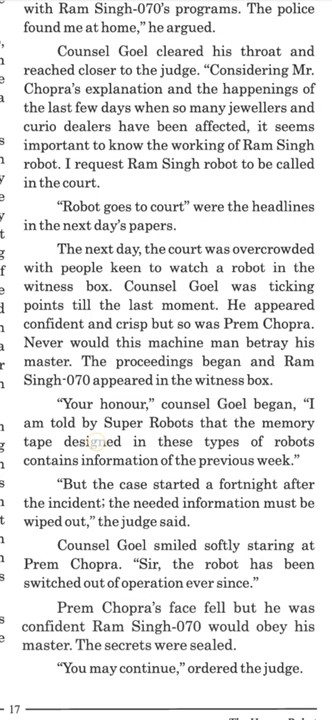 with Ram Singh-070's programs. The police
found me at home," he argued.
Counsel Goel cleared his throat and
reached closer to the judge. "Considering Mr.
Chopra's explanation and the happenings of
the last few days when so many jewellers and
curio dealers have been affected, it seems
important to know the working of Ram Singh
robot. I request Ram Singh robot to be called
in the court.
"Robot goes to court" were the headlines
in the next day's papers.
The next day, the court was overcrowded
with people keen to watch a robot in the
witness box. Counsel Goel was ticking
points till the last moment. He appeared
confident and crisp but so was Prem Chopra.
Never would this machine man betray his
master. The proceedings began and Ram
Singh-070 appeared in the witness box.
"Your honour," counsel Goel began, "I
am told by Super Robots that the memory
tape designed in these types of robots
contains information of the previous week."
"But the case started a fortnight after
the incident; the needed information must be
wiped out," the judge said.
Counsel Goel smiled softly staring at
Prem Chopra. "Sir, the robot has been
switched out of operation ever since."
Prem Chopra's face fell but he was
confident Ram Singh-070 would obey his
master. The secrets were sealed.
"You may continue," ordered the judge.
17